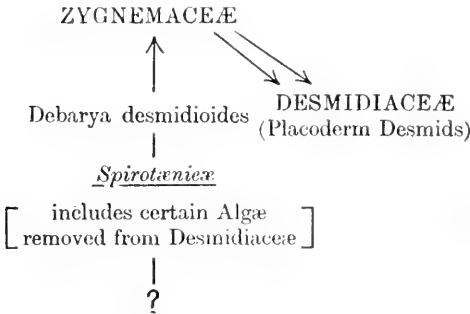 ZYGNEMACEÆ
DESMIDIACEÆ
(Placoderm Desmids)
Debarya desmidioides
Spirotænieæ
includes certain Algæ
removed from Desmidiaceæ
?